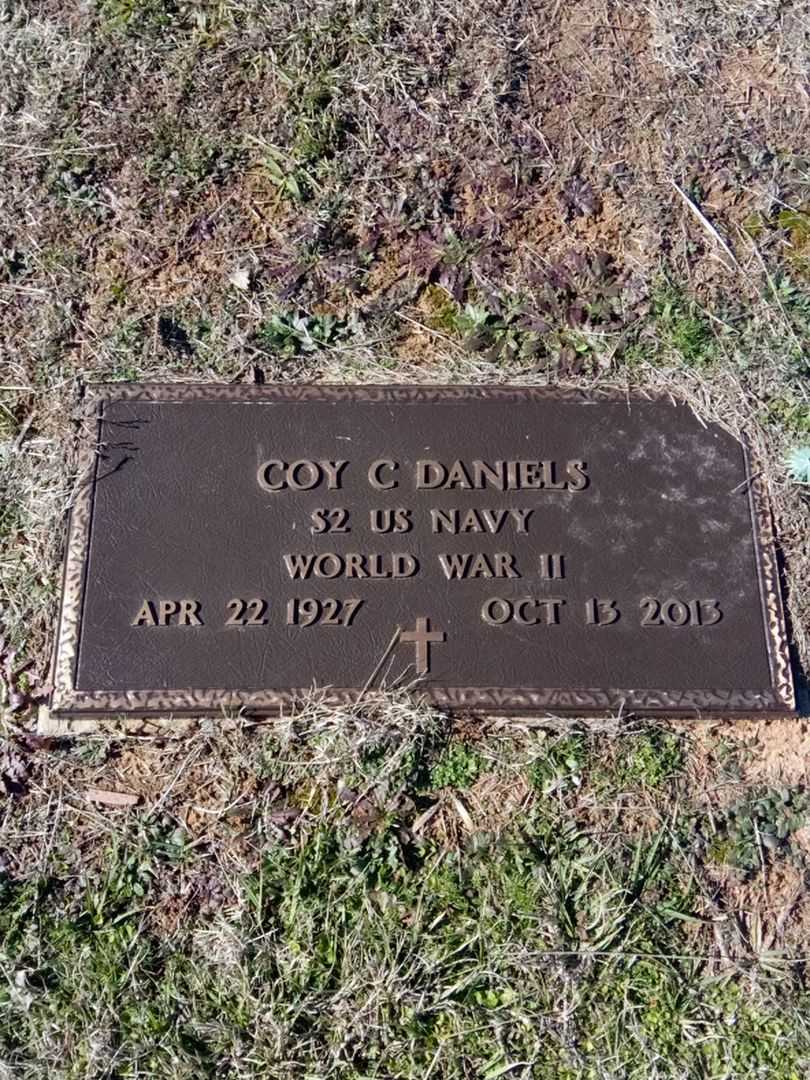 COY C DANIELS
S2 US NAVY
WORLD WAR II
APR 22 1927 OCT 13 2013